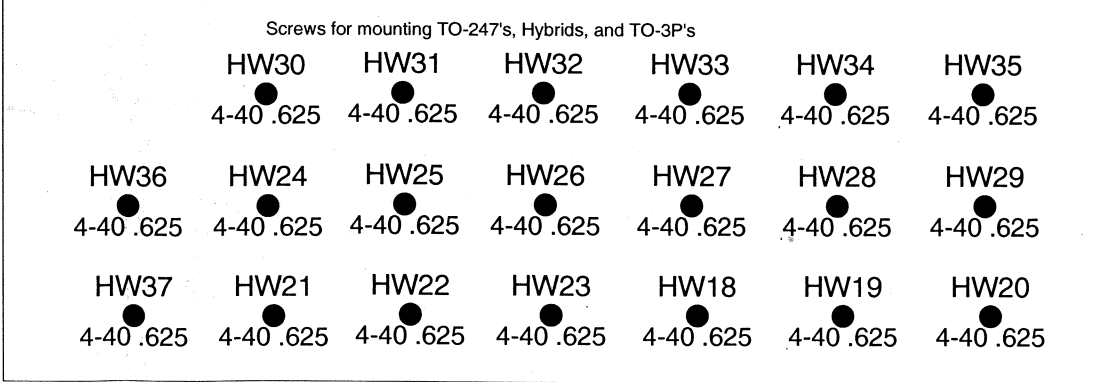 Screws for mounting TO-247's, Hybrids, and TO-3P's
HW30 HW31 HW32 HW33 HW34 HW35
4-40 .625 4-40 .625 4-40 .625 4-40 .625 4-40 .625 4-40 .625
HW36 HW24 HW25 HW26 HW27 HW28 HW29
4-40 .625 4-40 .625 4-40 .625 4-40 .625 4-40 .625 4-40 .625 4-40 .625
HW37 HW21 HW22 HW23 HW18 HW19 HW20
4-40 .625 4-40 .625 4-40 .625 4-40 .625 4-40 .625 4-40 .625 4-40 .625